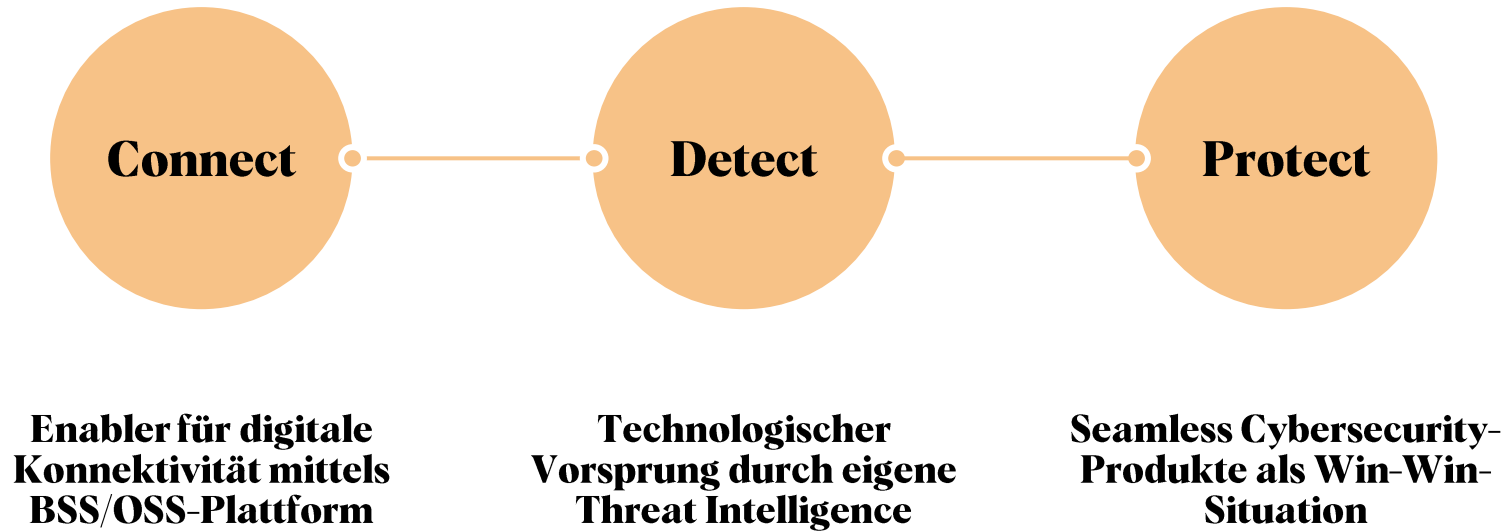 Connect
Detect
Protect
Enabler für digitale
Konnektivität mittels
BSS/OSS-Plattform
Technologischer
Vorsprung durch eigene
Threat Intelligence
Seamless Cybersecurity-
Produkte als Win-Win-
Situation